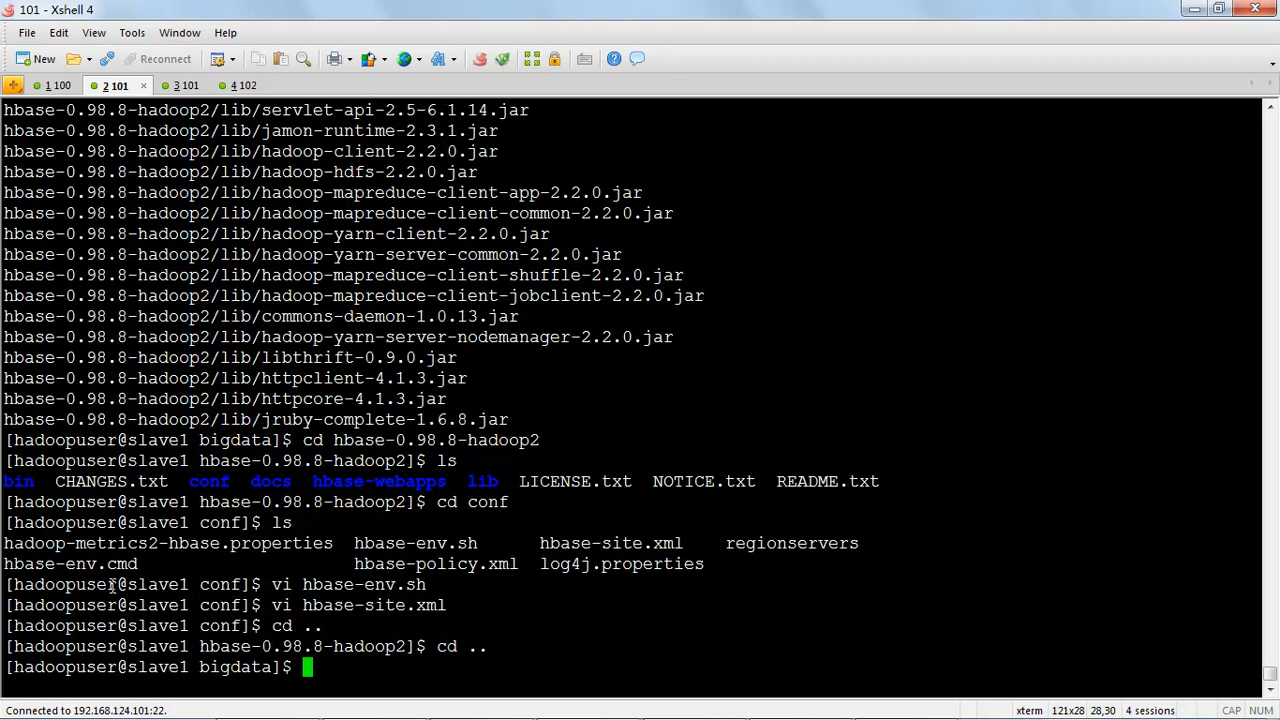 101 - Xshell 4
File Edit View Tools Window Help
New Reconnect
1 100 2 101 3 101 4 102
hbase-0.98.8-hadoop2/lib/servlet-api-2.5-6.1.14.jar
hbase-0.98.8-hadoop2/lib/jamon-runtime-2.3.1.jar
hbase-0.98.8-hadoop2/lib/hadoop-client-2.2.0.jar
hbase-0.98.8-hadoop2/lib/hadoop-hdfs-2.2.0.jar
hbase-0.98.8-hadoop2/lib/hadoop-mapreduce-client-app-2.2.0.jar
hbase-0.98.8-hadoop2/lib/hadoop-mapreduce-client-common-2.2.0.jar
hbase-0.98.8-hadoop2/lib/hadoop-yarn-client-2.2.0.jar
hbase-0.98.8-hadoop2/lib/hadoop-yarn-server-common-2.2.0.jar
hbase-0.98.8-hadoop2/lib/hadoop-mapreduce-client-shuffle-2.2.0.jar
hbase-0.98.8-hadoop2/lib/hadoop-mapreduce-client-jobclient-2.2.0.jar
hbase-0.98.8-hadoop2/lib/commons-daemon-1.0.13.jar
hbase-0.98.8-hadoop2/lib/hadoop-yarn-server-nodemanager-2.2.0.jar
hbase-0.98.8-hadoop2/lib/libthrift-0.9.0.jar
hbase-0.98.8-hadoop2/lib/httpclient-4.1.3.jar
hbase-0.98.8-hadoop2/lib/httpcore-4.1.3.jar
hbase-0.98.8-hadoop2/lib/jruby-complete-1.6.8.jar
[hadoopuser@slave1 bigdata]$ cd hbase-0.98.8-hadoop2
[hadoopuser@slave1 hbase-0.98.8-hadoop2]$ ls
bin CHANGES.txt conf docs hbase-webapps lib LICENSE.txt NOTICE.txt README.txt
[hadoopuser@slave1 hbase-0.98.8-hadoop2]$ cd conf
[hadoopuser@slave1 conf]$ ls
hadoop-metrics2-hbase.properties hbase-env.sh hbase-site.xml regionservers
hbase-env.cmd hbase-policy.xml log4j.properties
[hadoopuser@slave1 conf]$ vi hbase-env.sh
[hadoopuser@slave1 conf]$ vi hbase-site.xml
[hadoopuser@slave1 conf]$ cd ..
[hadoopuser@slave1 hbase-0.98.8-hadoop2]$ cd ..
[hadoopuser@slave1 bigdata]$
Connected to 192.168.124.101:22. xterm 121x28 28,30 4 sessions CAP NUM